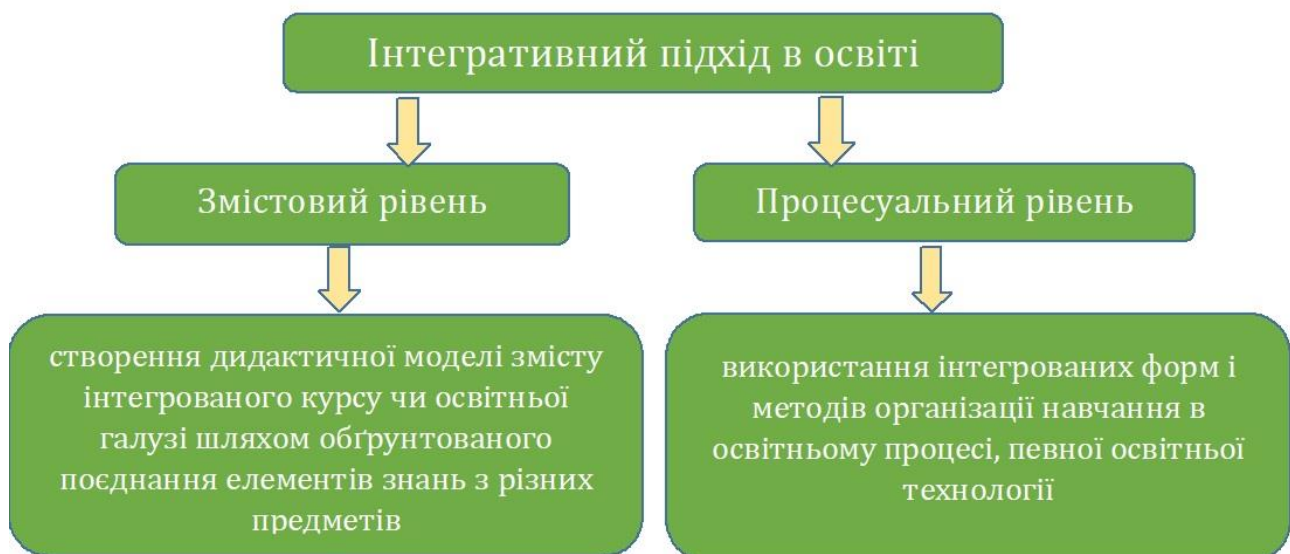 Інтегративний підхід в освіті
Змістовий рівень
Процесуальний рівень
створення дидактичної моделі змісту
інтегрованого курсу чи освітньої
галузі шляхом обґрунтованого
поєднання елементів знань з різних
предметів
використання інтегрованих форм і
методів організації навчання в
освітньому процесі, певної освітньої
технології